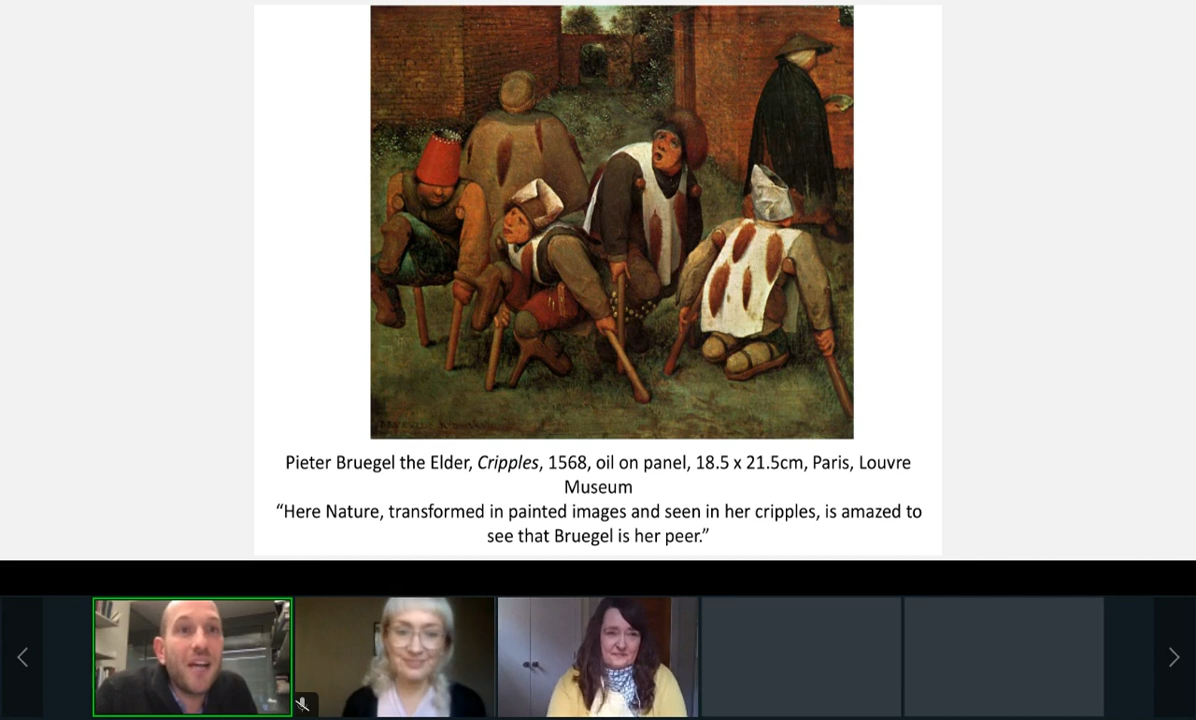 Pieter Bruegel the Elder, Cripples, 1568, oil on panel, 18.5 x 21.5cm, Paris, Louvre
Museum
“Here Nature, transformed in painted images and seen in her cripples, is amazed to
see that Bruegel is her peer.”